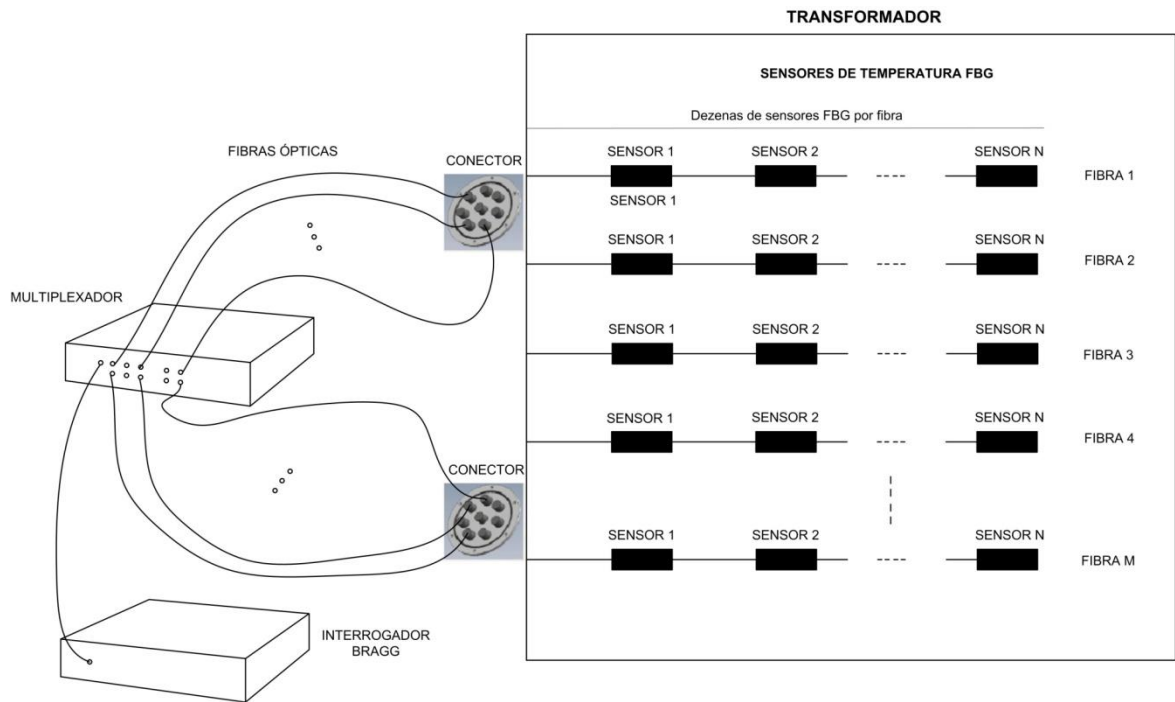 TRANSFORMADOR
SENSORES DE TEMPERATURA FBG
Dezenas de sensores FBG por fibra
FIBRAS ÓPTICAS
CONECTOR
SENSOR 1 SENSOR 2 SENSOR N
FIBRA 1
SENSOR 1
SENSOR 1 SENSOR 2 SENSOR N
FIBRA 2
MULTIPLEXADOR
SENSOR 1 SENSOR 2 SENSOR N
FIBRA 3
SENSOR 1 SENSOR 2 SENSOR N
FIBRA 4
CONECTOR
SENSOR 1 SENSOR 2 SENSOR N
FIBRA M
INTERROGADOR
BRAGG